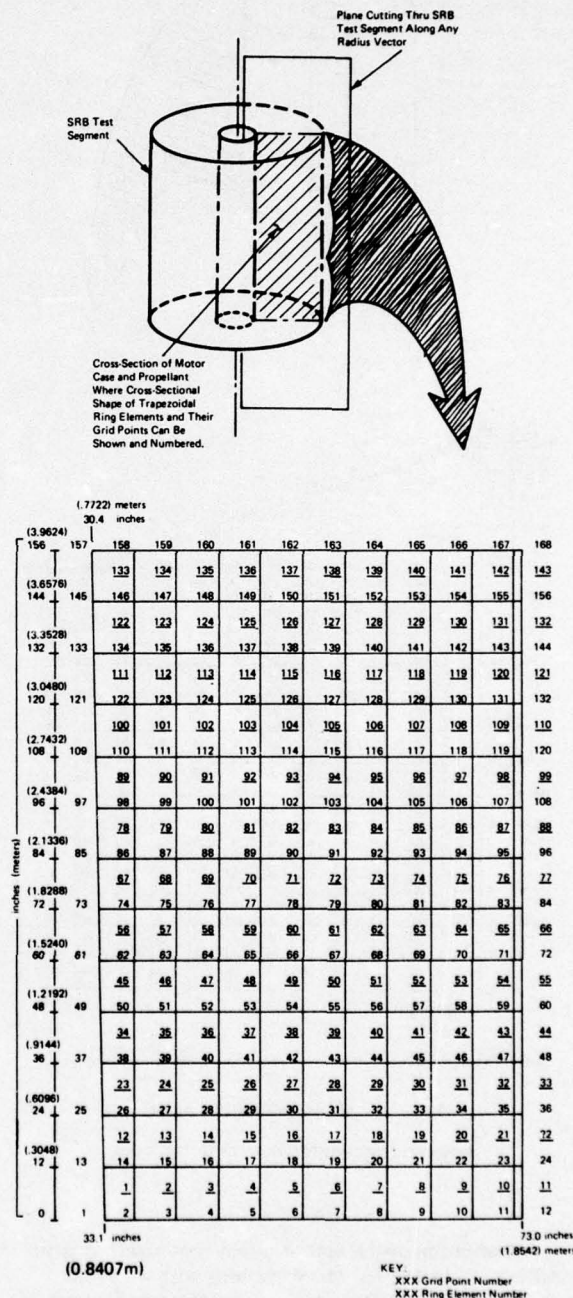 Plane Cutting Thru SRB
Test Segment Along Any
Radius Vector
SRB Test
Segment
Cross-Section of Motor
Case and Propellant
Where Cross-Sectional
Shape of Trapezoidal
Ring Elements and Their
Grid Points Can Be
Shown and Numbered.
(.7722) meters
30.4 inches
(3.9624)
156 157 158 159 160 161 162 163 164 165 166 167 168
133 134 135 136 137 138 139 140 141 142 143
(3.6576)
144 145 146 147 148 149 150 151 152 153 154 155 156
122 123 124 125 126 127 128 129 130 131 132
(3.3528)
132 133 134 135 136 137 138 139 140 141 142 143 144
111 112 113 114 115 116 117 118 119 120 121
(3.0480)
120 121 122 123 124 125 126 127 128 129 130 131 132
100 101 102 103 104 105 106 107 108 109 110
(2.7432)
108 109 110 111 112 113 114 115 116 117 118 119 120
89 90 91 92 93 94 95 96 97 98 99
(2.4384)
96 97 98 99 100 101 102 103 104 105 106 107 108
78 79 80 81 82 83 84 85 86 87 88
(2.1336)
84 85 86 87 88 89 90 91 92 93 94 95 96
67 68 69 70 71 72 73 74 75 76 77
inches (meters)
(1.8288)
72 73 74 75 76 77 78 79 80 81 82 83 84
56 57 58 59 60 61 62 63 64 65 66
(1.5240)
60 61 62 63 64 65 66 67 68 69 70 71 72
45 46 47 48 49 50 51 52 53 54 55
(1.2192)
48 49 50 51 52 53 54 55 56 57 58 59 60
34 35 36 37 38 39 40 41 42 43 44
(.9144)
36 37 38 39 40 41 42 43 44 45 46 47 48
23 24 25 26 27 28 29 30 31 32 33
(.6096)
24 25 26 27 28 29 30 31 32 33 34 35 36
12 13 14 15 16 17 18 19 20 21 22
(.3048)
12 13 14 15 16 17 18 19 20 21 22 23 24
1 2 3 4 5 6 7 8 9 10 11
0 1 2 3 4 5 6 7 8 9 10 11 12
33.1 inches
(0.8407m)
73.0 inches
(1.8542) meters
KEY:
XXX Grid Point Number
XXX Ring Element Number